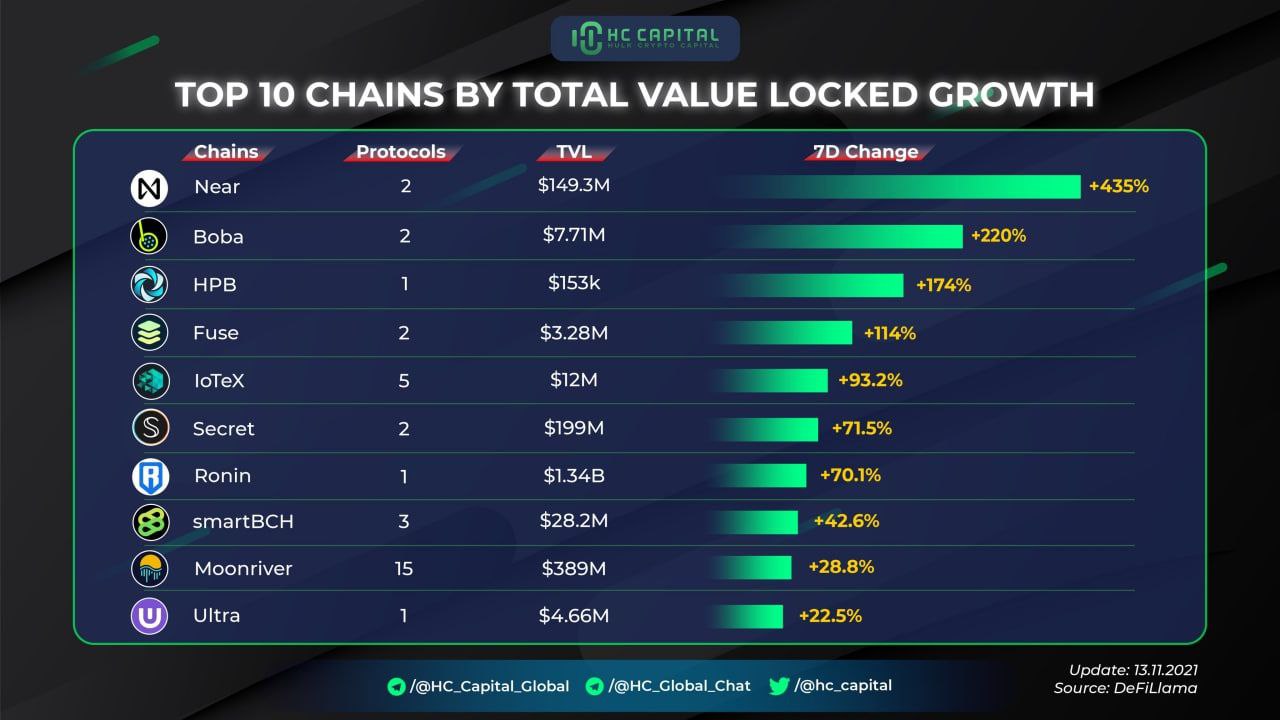 HC CAPITAL
HULK CRYPTO CAPITAL
TOP 10 CHAINS BY TOTAL VALUE LOCKED GROWTH
Chains Protocols TVL 7D Change
Near 2 $149.3M +435%
Boba 2 $7.71M +220%
HPB 1 $153k +174%
Fuse 2 $3.28M +114%
IoTeX 5 $12M +93.2%
Secret 2 $199M +71.5%
Ronin 1 $1.34B +70.1%
smartBCH 3 $28.2M +42.6%
Moonriver 15 $389M +28.8%
Ultra 1 $4.66M +22.5%
/@HC_Capital_Global /@HC_Global_Chat /@hc_capital
Update: 13.11.2021
Source: DeFiLlama